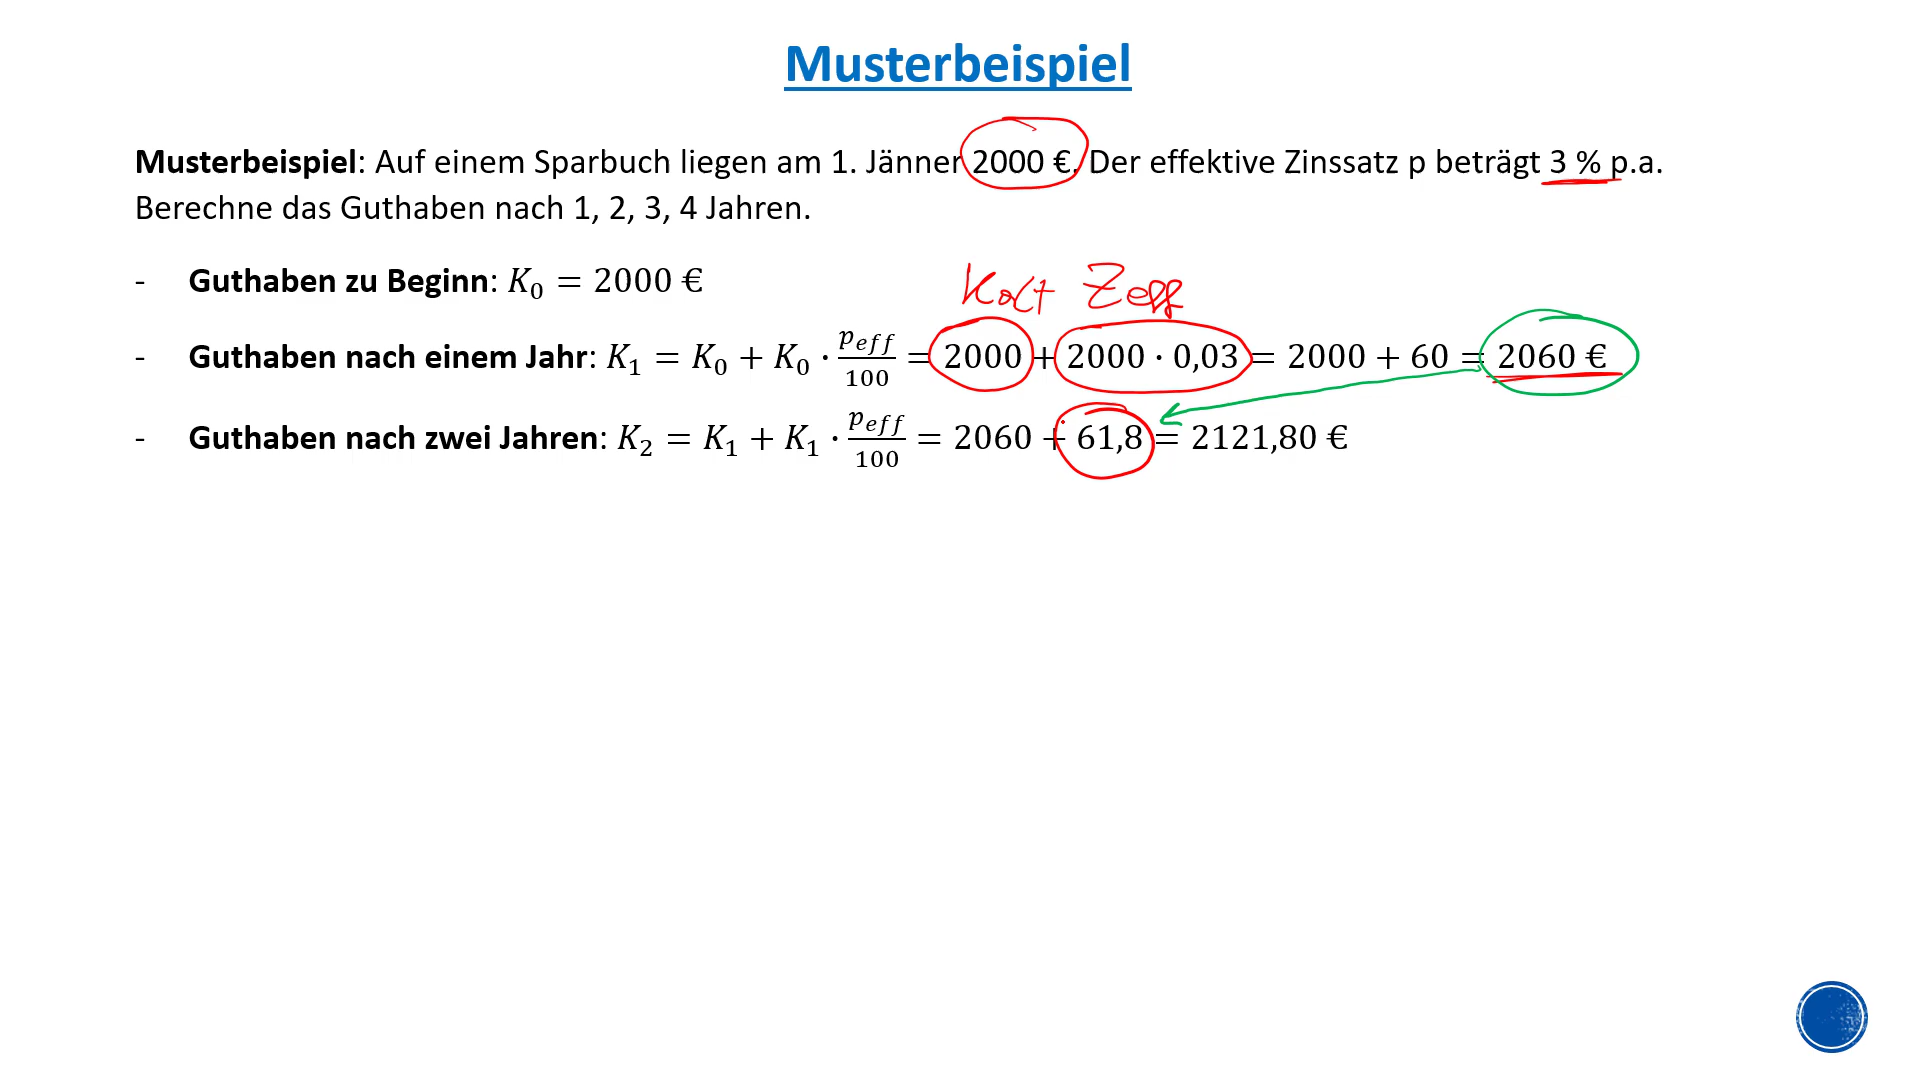 Musterbeispiel
Musterbeispiel: Auf einem Sparbuch liegen am 1. Jänner 2000 €. Der effektive Zinssatz p beträgt 3 % p.a.
Berechne das Guthaben nach 1, 2, 3, 4 Jahren.
- Guthaben zu Beginn: K₀ = 2000 €
Kalt Zeff
- Guthaben nach einem Jahr: K₁ = K₀ + K₀ · p_eff/100 = 2000 + 2000 · 0,03 = 2000 + 60 = 2060 €
- Guthaben nach zwei Jahren: K₂ = K₁ + K₁ · p_eff/100 = 2060 + 61,8 = 2121,80 €